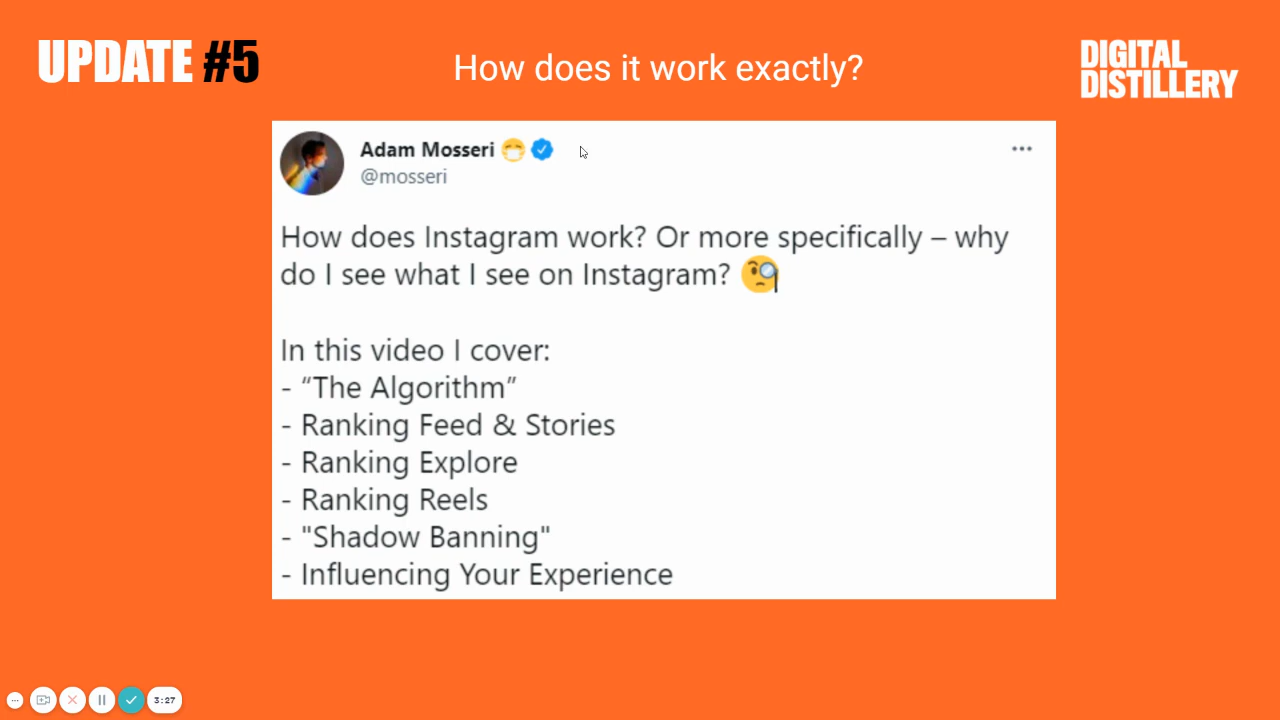 UPDATE #5
How does it work exactly?
DIGITAL
DISTILLERY
Adam Mosseri 😷
@mosseri
How does Instagram work? Or more specifically – why
do I see what I see on Instagram? 🧐
In this video I cover:
- “The Algorithm”
- Ranking Feed & Stories
- Ranking Explore
- Ranking Reels
- "Shadow Banning"
- Influencing Your Experience
3:27